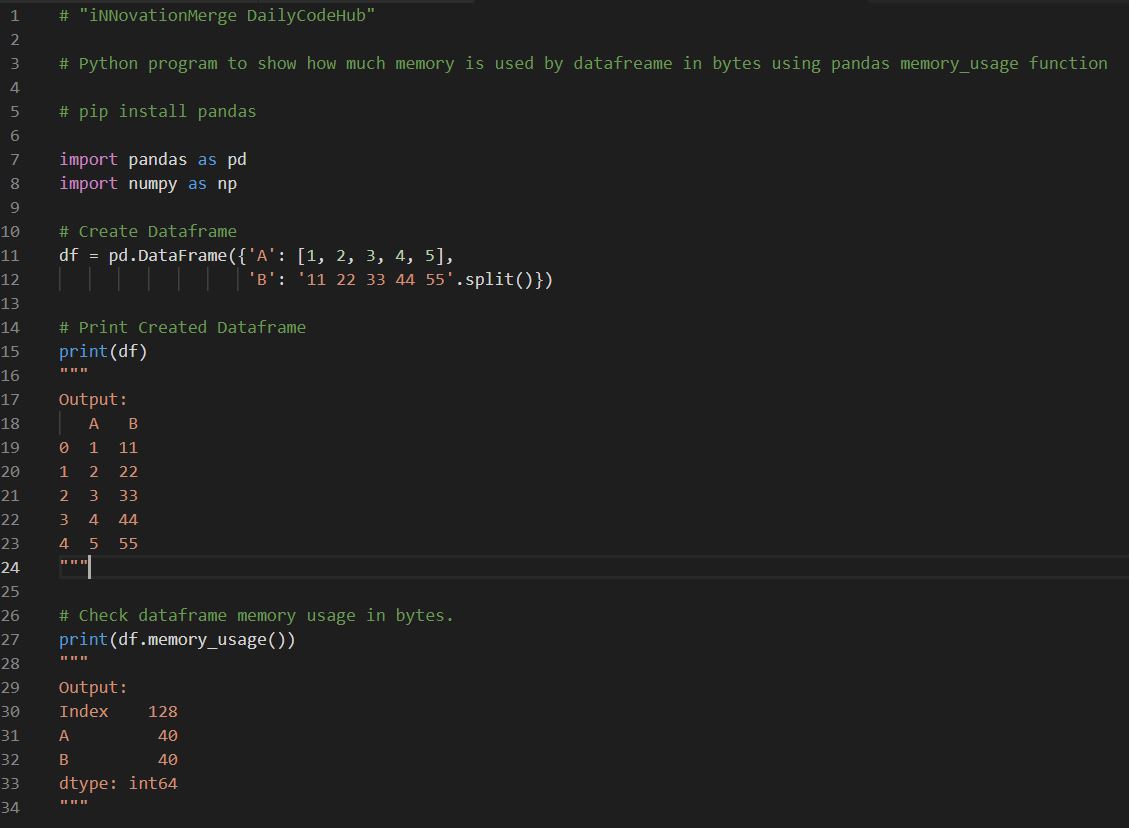 1 # "iNNovationMerge DailyCodeHub"
2
3 # Python program to show how much memory is used by datafreame in bytes using pandas memory_usage function
4
5 # pip install pandas
6
7 import pandas as pd
8 import numpy as np
9
10 # Create Dataframe
11 df = pd.DataFrame({'A': [1, 2, 3, 4, 5],
12                    'B': '11 22 33 44 55'.split()})
13
14 # Print Created Dataframe
15 print(df)
16 """
17 Output:
18    A   B
19 0  1  11
20 1  2  22
21 2  3  33
22 3  4  44
23 4  5  55
24 """
25
26 # Check dataframe memory usage in bytes.
27 print(df.memory_usage())
28 """
29 Output:
30 Index    128
31 A         40
32 B         40
33 dtype: int64
34 """